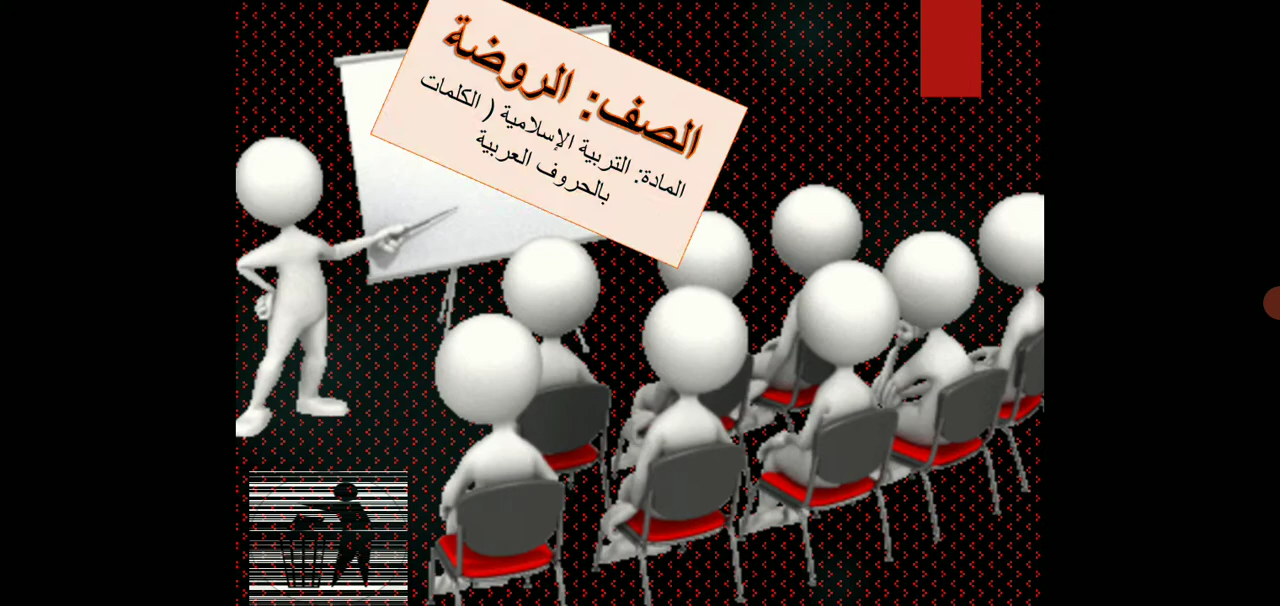 الصف: الروضة
المادة: التربية الإسلامية ( الكلمات
بالحروف العربية